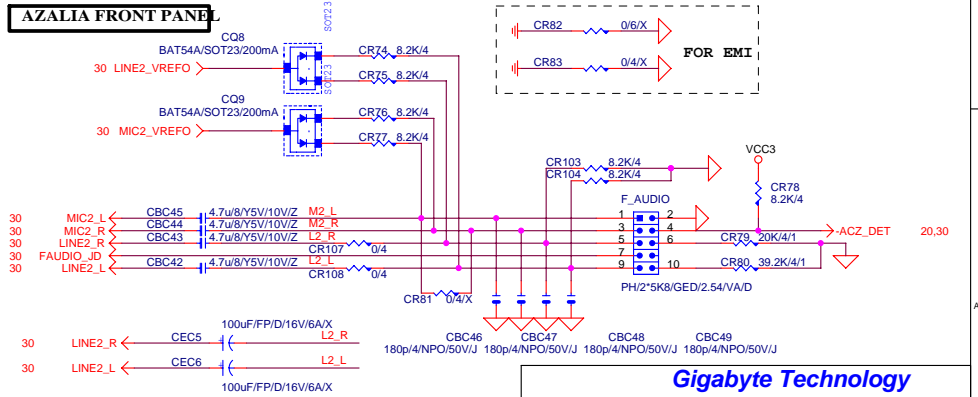 AZALIA FRONT PANEL
SOT23
SOT23
CQ8
BAT54A/SOT23/200mA
30 LINE2_VREFO
CR74 8.2K/4
CR75 8.2K/4
CQ9
BAT54A/SOT23/200mA
30 MIC2_VREFO
CR76 8.2K/4
CR77 8.2K/4
CR82 0/6/X
CR83 0/4/X
FOR EMI
CR103 8.2K/4
CR104 8.2K/4
VCC3
CR78
8.2K/4
F_AUDIO
1 2
3 4
5 6
7 8
9 10
PH/2*5K8/GED/2.54/VA/D
-ACZ_DET 20,30
CR79 20K/4/1
CR80 39.2K/4/1
30 MIC2_L CBC45 4.7u/8/Y5V/10V/Z M2_L
30 MIC2_R CBC44 4.7u/8/Y5V/10V/Z M2_R
30 LINE2_R CBC43 4.7u/8/Y5V/10V/Z L2_R
CR107 0/4
30 FAUDIO_JD
30 LINE2_L CBC42 4.7u/8/Y5V/10V/Z L2_L
CR108 0/4
CR81 0/4/X
CBC46 CBC47 CBC48 CBC49
180p/4/NPO/50V/J 180p/4/NPO/50V/J 180p/4/NPO/50V/J 180p/4/NPO/50V/J
100uF/FP/D/16V/6A/X
30 LINE2_R CEC5 + L2_R
30 LINE2_L CEC6 + L2_L
100uF/FP/D/16V/6A/X
A
Gigabyte Technology